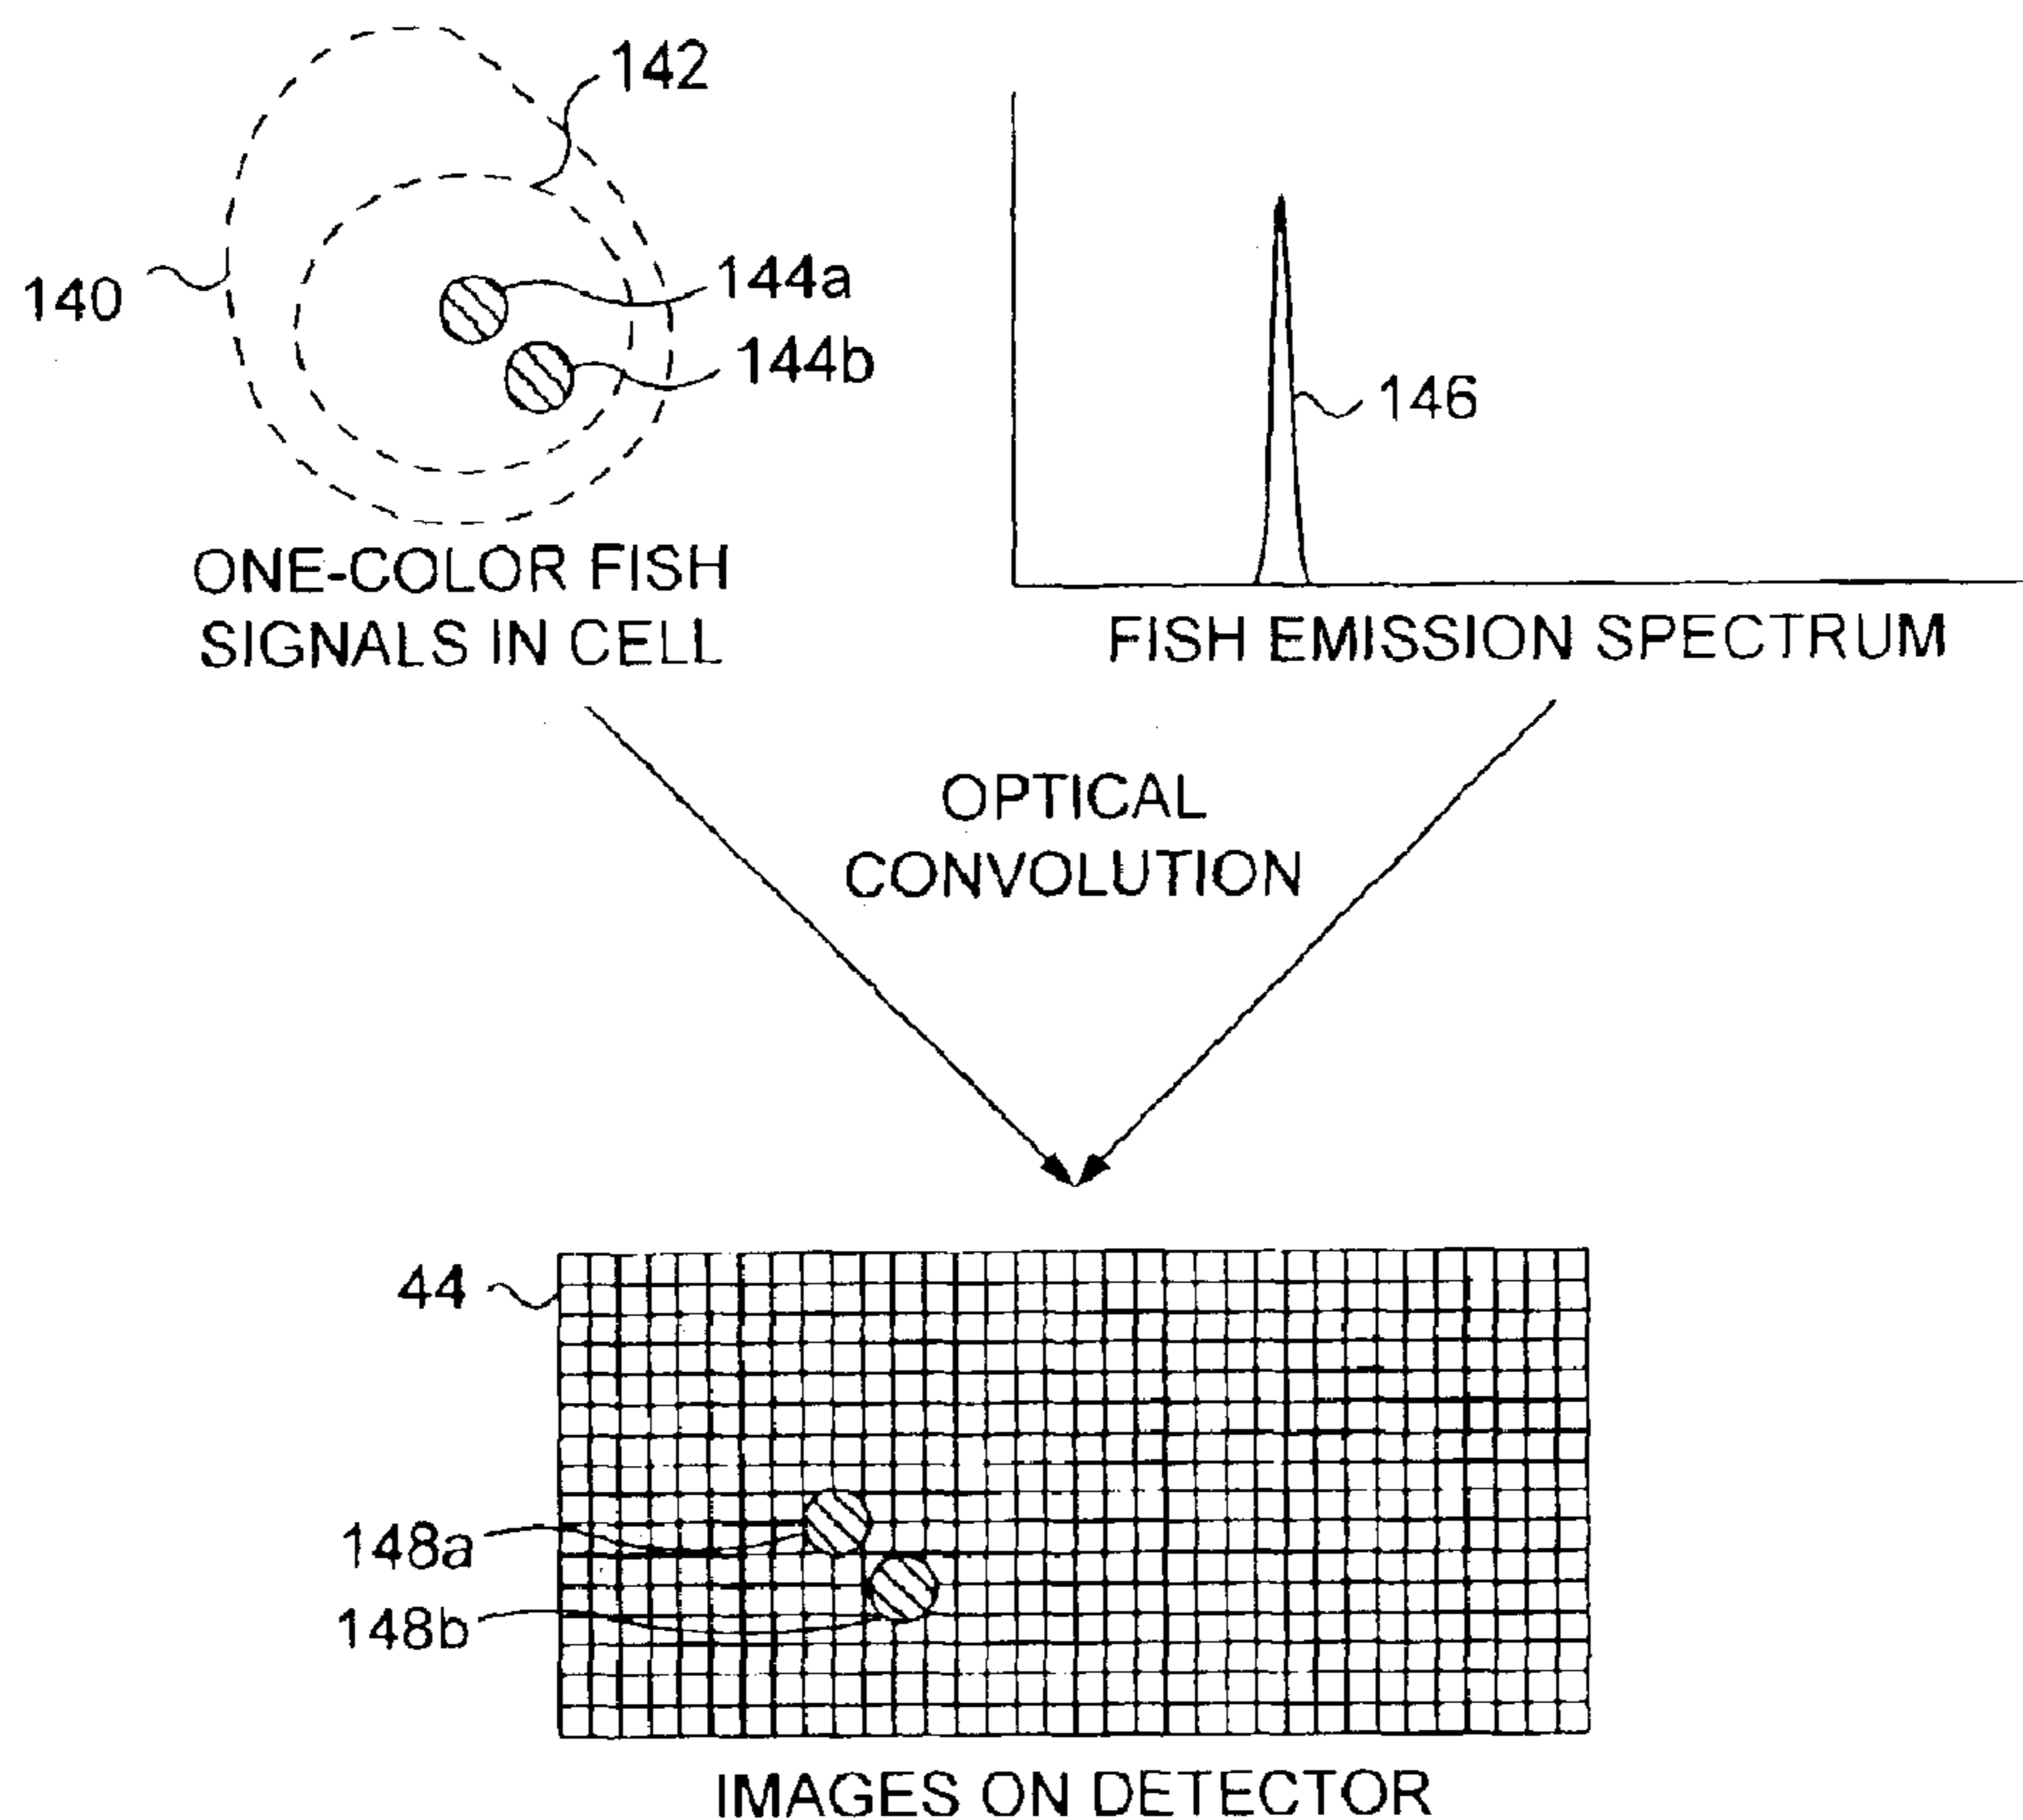 142
140
144a
144b
146
ONE-COLOR FISH
SIGNALS IN CELL
FISH EMISSION SPECTRUM
OPTICAL
CONVOLUTION
44
148a
148b
IMAGES ON DETECTOR